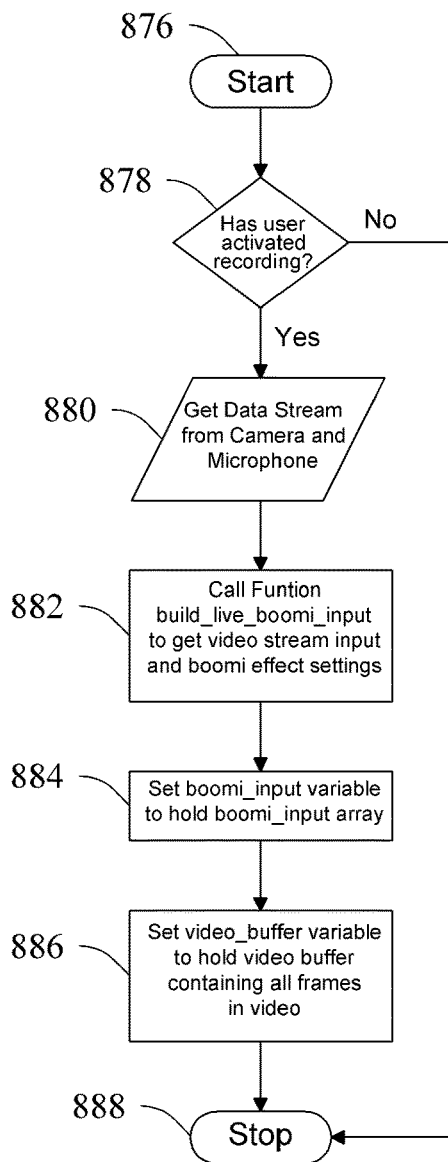 876
Start
878
Has user
activated
recording?
No
Yes
880
Get Data Stream
from Camera and
Microphone
882
Call Funtion
build_live_boomi_input
to get video stream input
and boomi effect settings
884
Set boomi_input variable
to hold boomi_input array
886
Set video_buffer variable
to hold video buffer
containing all frames
in video
888
Stop